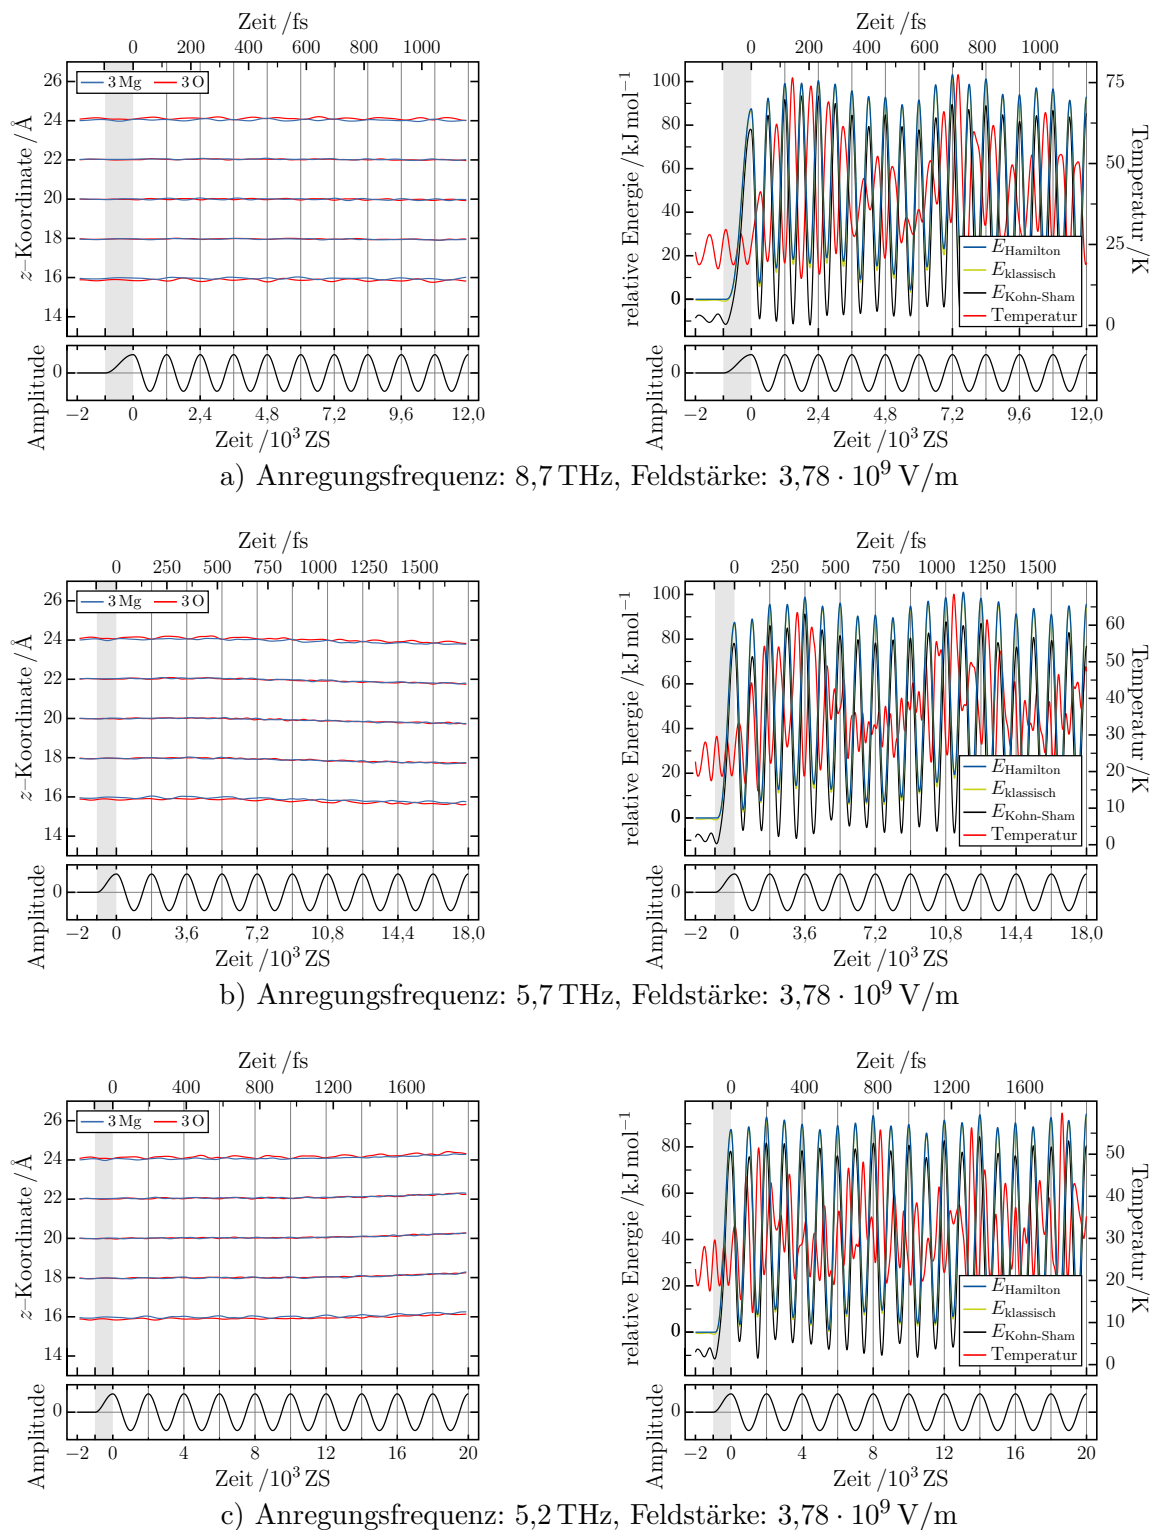 Zeit /fs
0 200 400 600 800 1000
26
24
22
20
18
16
14
z–Koordinate / Å
3 Mg 3 O
Amplitude
0
−2 0 2,4 4,8 7,2 9,6 12,0
Zeit /10³ ZS
Zeit /fs
0 200 400 600 800 1000
100
80
60
40
20
0
relative Energie /kJ mol⁻¹
75
50
25
0
Temperatur /K
E_Hamilton
E_klassisch
E_Kohn-Sham
Temperatur
Amplitude
0
−2 0 2,4 4,8 7,2 9,6 12,0
Zeit /10³ ZS
a) Anregungsfrequenz: 8,7 THz, Feldstärke: 3,78 · 10⁹ V/m
Zeit /fs
0 250 500 750 1000 1250 1500
26
24
22
20
18
16
14
z–Koordinate / Å
3 Mg 3 O
Amplitude
0
−2 0 3,6 7,2 10,8 14,4 18,0
Zeit /10³ ZS
Zeit /fs
0 250 500 750 1000 1250 1500
100
80
60
40
20
0
relative Energie /kJ mol⁻¹
60
50
40
30
20
10
0
Temperatur /K
E_Hamilton
E_klassisch
E_Kohn-Sham
Temperatur
Amplitude
0
−2 0 3,6 7,2 10,8 14,4 18,0
Zeit /10³ ZS
b) Anregungsfrequenz: 5,7 THz, Feldstärke: 3,78 · 10⁹ V/m
Zeit /fs
0 400 800 1200 1600
26
24
22
20
18
16
14
z–Koordinate / Å
3 Mg 3 O
Amplitude
0
−2 0 4 8 12 16 20
Zeit /10³ ZS
Zeit /fs
0 400 800 1200 1600
80
60
40
20
0
relative Energie /kJ mol⁻¹
50
40
30
20
10
0
Temperatur /K
E_Hamilton
E_klassisch
E_Kohn-Sham
Temperatur
Amplitude
0
−2 0 4 8 12 16 20
Zeit /10³ ZS
c) Anregungsfrequenz: 5,2 THz, Feldstärke: 3,78 · 10⁹ V/m